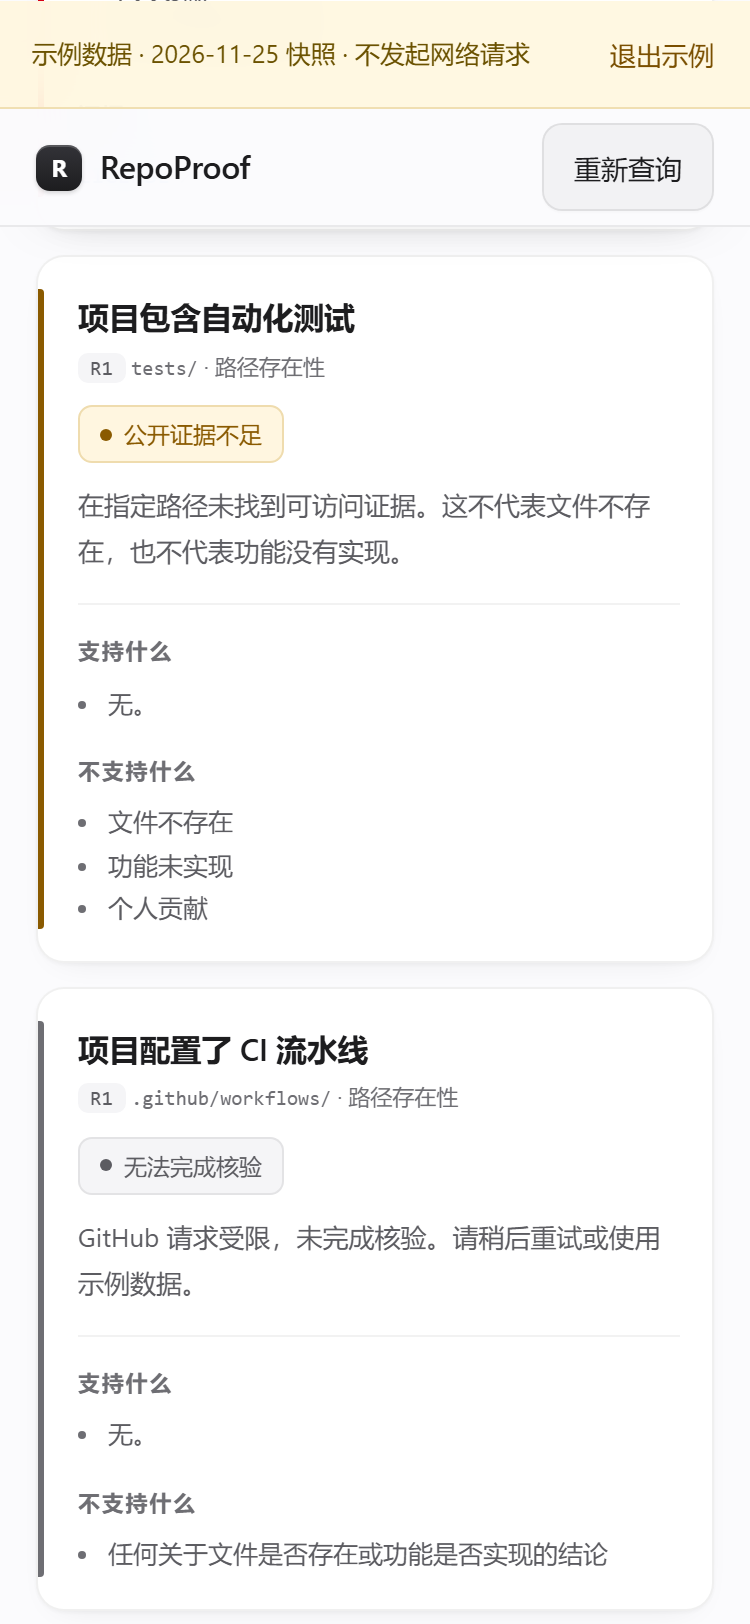 示例数据 · 2026-11-25 快照 · 不发起网络请求
退出示例
R
RepoProof
重新查询
项目包含自动化测试
R1 tests/ · 路径存在性
公开证据不足
在指定路径未找到可访问证据。这不代表文件不存
在，也不代表功能没有实现。
支持什么
无。
不支持什么
文件不存在
功能未实现
个人贡献
项目配置了 CI 流水线
R1 .github/workflows/ · 路径存在性
无法完成核验
GitHub 请求受限，未完成核验。请稍后重试或使用
示例数据。
支持什么
无。
不支持什么
任何关于文件是否存在或功能是否实现的结论